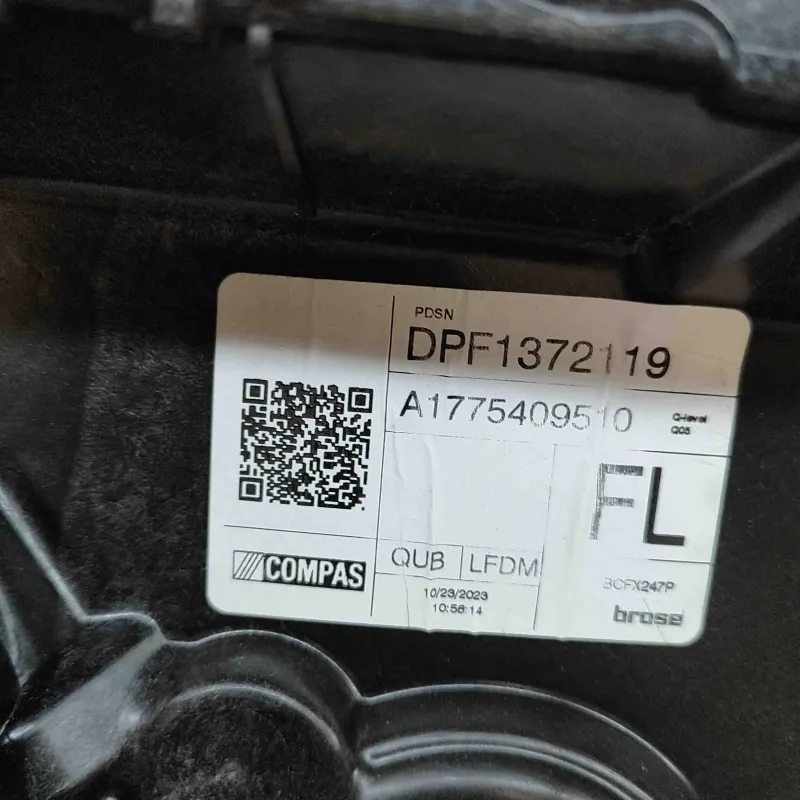 PDSN
DPF1372119
A1775409510
Q-level
Q05
FL
QUB
LFDM
COMPAS
10/23/2023
10:56:14
BCFX247P
brose